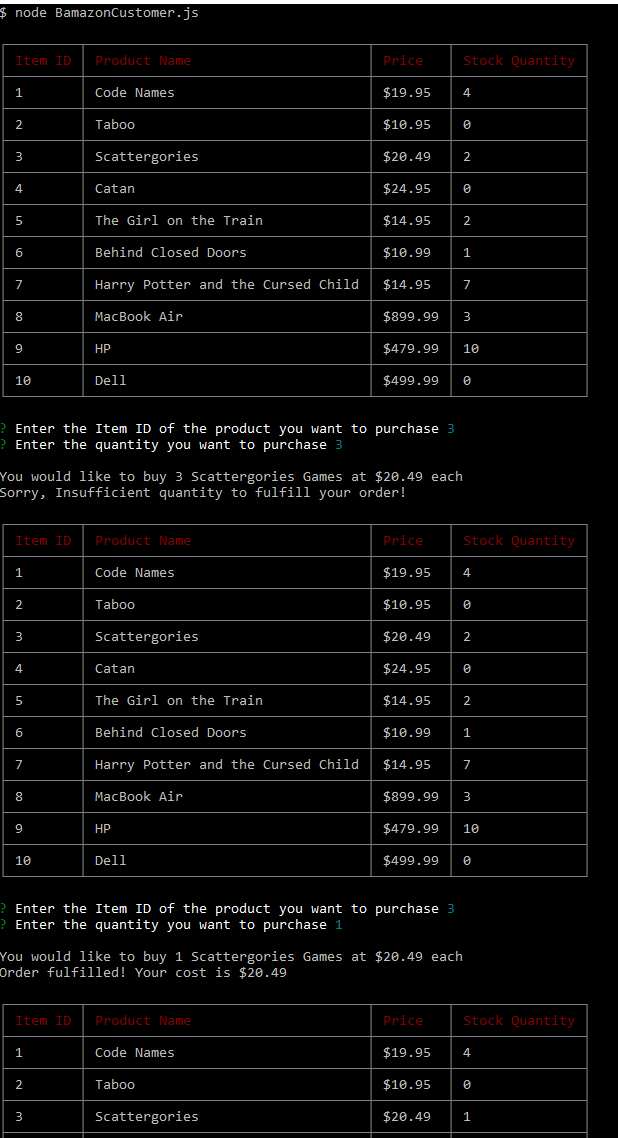 $ node BamazonCustomer.js
Item ID Product Name Price Stock Quantity
1 Code Names $19.95 4
2 Taboo $10.95 0
3 Scattergories $20.49 2
4 Catan $24.95 0
5 The Girl on the Train $14.95 2
6 Behind Closed Doors $10.99 1
7 Harry Potter and the Cursed Child $14.95 7
8 MacBook Air $899.99 3
9 HP $479.99 10
10 Dell $499.99 0
? Enter the Item ID of the product you want to purchase 3
? Enter the quantity you want to purchase 3
You would like to buy 3 Scattergories Games at $20.49 each
Sorry, Insufficient quantity to fulfill your order!
Item ID Product Name Price Stock Quantity
1 Code Names $19.95 4
2 Taboo $10.95 0
3 Scattergories $20.49 2
4 Catan $24.95 0
5 The Girl on the Train $14.95 2
6 Behind Closed Doors $10.99 1
7 Harry Potter and the Cursed Child $14.95 7
8 MacBook Air $899.99 3
9 HP $479.99 10
10 Dell $499.99 0
? Enter the Item ID of the product you want to purchase 3
? Enter the quantity you want to purchase 1
You would like to buy 1 Scattergories Games at $20.49 each
Order fulfilled! Your cost is $20.49
Item ID Product Name Price Stock Quantity
1 Code Names $19.95 4
2 Taboo $10.95 0
3 Scattergories $20.49 1